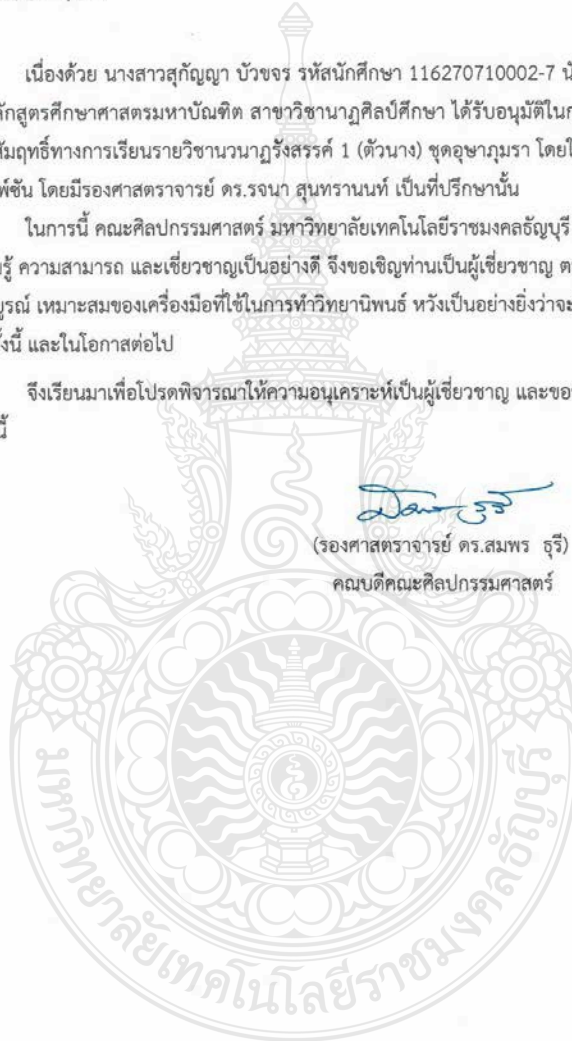 เนื่องด้วย นางสาวสุกัญญา บัวขจร รหัสนักศึกษา 116270710002-7
ลักสูตรศึกษาศาสตรมหาบัณฑิต สาขาวิชานาฏศิลป์ศึกษา ได้รับอนุมัติใน
สัมฤทธิ์ทางการเรียนรายวิชานวนาฏรังสรรค์ 1 (ตัวนาง) ชุดอุษาภุมรา
พ์ชัน โดยมีรองศาสตราจารย์ ดร.รจนา สุนทรานนท์ เป็นที่ปรึกษานั้น
ในการนี้ คณะศิลปกรรมศาสตร์ มหาวิทยาลัยเทคโนโลยีราชมงคลธัญบุรี
รู้ ความสามารถ และเชี่ยวชาญเป็นอย่างดี จึงขอเชิญท่านเป็นผู้เชี่ยวชาญ
บูรณ์ เหมาะสมของเครื่องมือที่ใช้ในการทำวิทยานิพนธ์ หวังเป็นอย่างยิ่งว่าจะ
งนี้ และในโอกาสต่อไป
จึงเรียนมาเพื่อโปรดพิจารณาให้ความอนุเคราะห์เป็นผู้เชี่ยวชาญ และขอ
นี้
(รองศาสตราจารย์ ดร.สมพร ธุรี)
คณบดีคณะศิลปกรรมศาสตร์
มหาวิทยาลัยเทคโนโลยีราชมงคลธัญบุรี